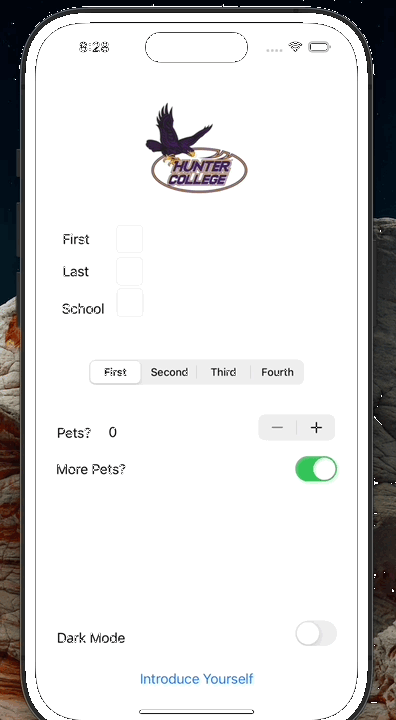 8:28
HUNTER
COLLEGE
First
Last
School
First Second Third Fourth
Pets? 0
More Pets?
Dark Mode
Introduce Yourself